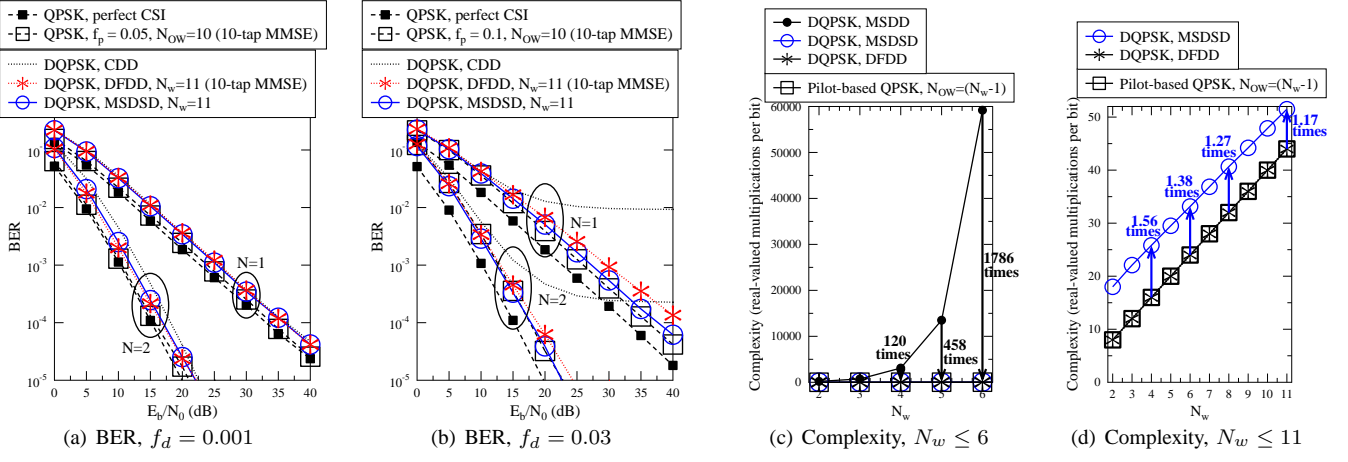 QPSK, perfect CSI
QPSK, f_p = 0.05, N_OW=10 (10-tap MMSE)
DQPSK, CDD
DQPSK, DFDD, N_w=11 (10-tap MMSE)
DQPSK, MSDSD, N_w=11
10^-1
10^-2
10^-3
10^-4
10^-5
BER
N=1
N=2
0 5 10 15 20 25 30 35 40
E_b/N_0 (dB)
(a) BER, f_d = 0.001
QPSK, perfect CSI
QPSK, f_p = 0.1, N_OW=10 (10-tap MMSE)
DQPSK, CDD
DQPSK, DFDD, N_w=11 (10-tap MMSE)
DQPSK, MSDSD, N_w=11
10^-1
10^-2
10^-3
10^-4
10^-5
BER
N=1
N=2
0 5 10 15 20 25 30 35 40
E_b/N_0 (dB)
(b) BER, f_d = 0.03
DQPSK, MSDD
DQPSK, MSDSD
DQPSK, DFDD
Pilot-based QPSK, N_OW=(N_w-1)
60000
50000
40000
30000
20000
10000
0
Complexity (real-valued multiplications per bit)
120
times
458
times
1786
times
2 3 4 5 6
N_w
(c) Complexity, N_w ≤ 6
DQPSK, MSDSD
DQPSK, DFDD
Pilot-based QPSK, N_OW=(N_w-1)
50
40
30
20
10
0
Complexity (real-valued multiplications per bit)
1.56
times
1.38
times
1.27
times
1.17
times
2 3 4 5 6 7 8 9 10 11
N_w
(d) Complexity, N_w ≤ 11